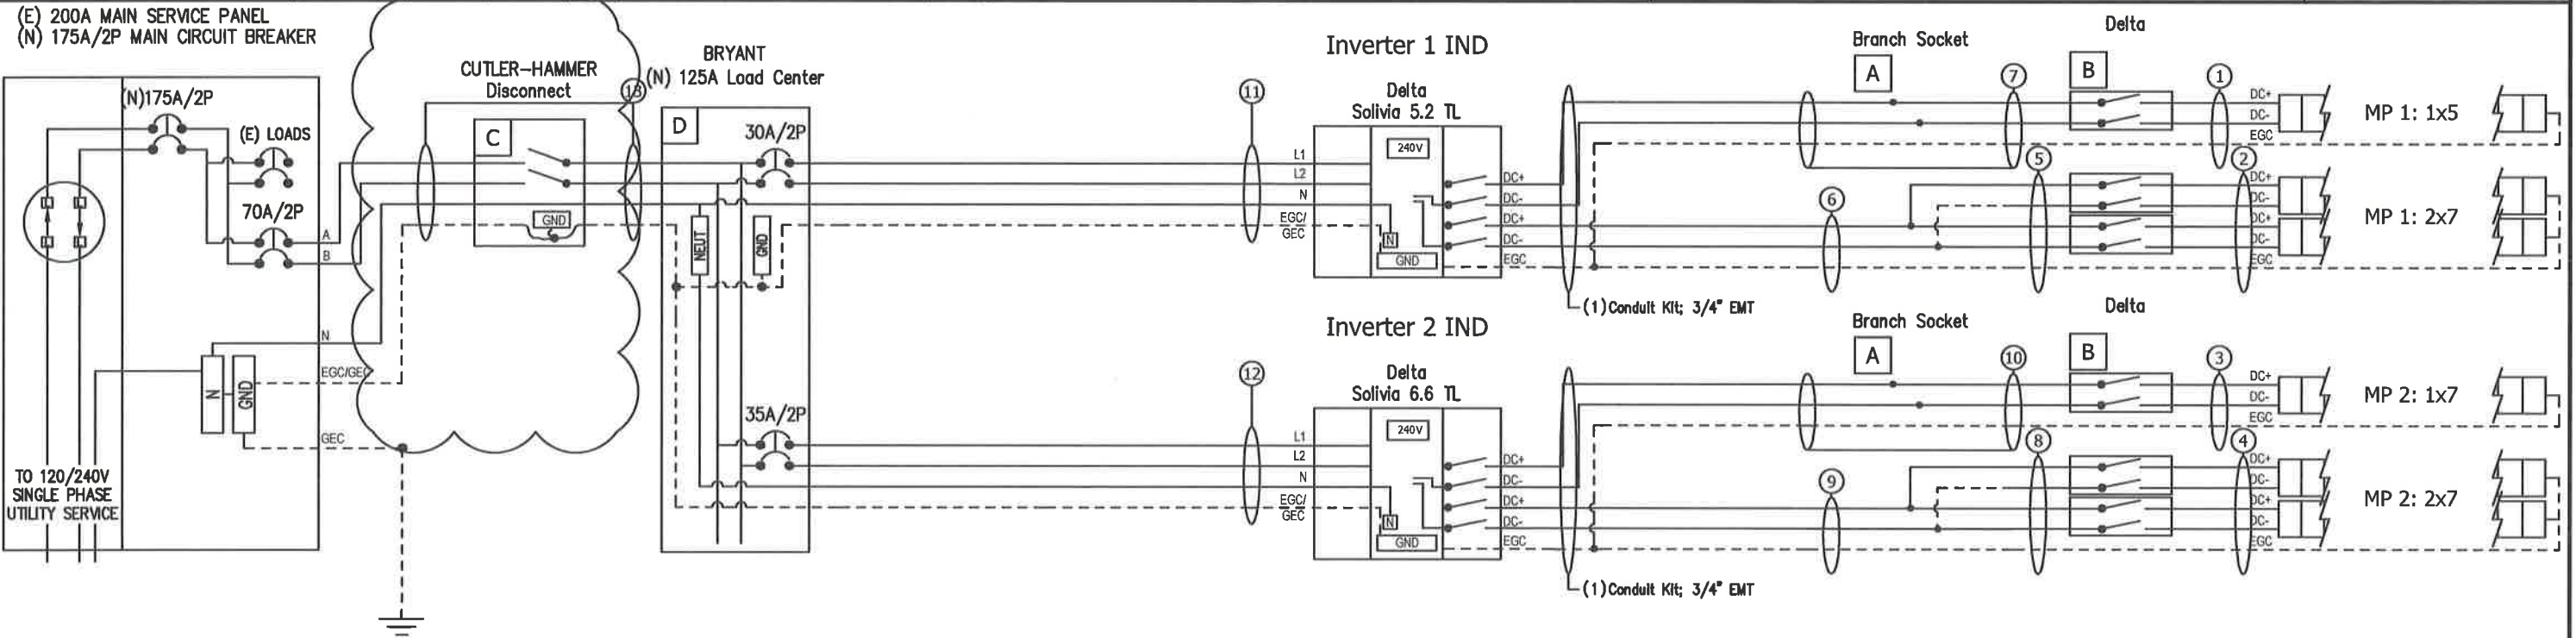 (E) 200A MAIN SERVICE PANEL
(N) 175A/2P MAIN CIRCUIT BREAKER
(N)175A/2P
(E) LOADS
70A/2P
A
B
N
EGC/GEC
GEC
N
GND
TO 120/240V
SINGLE PHASE
UTILITY SERVICE
CUTLER-HAMMER
Disconnect
C
GND
13
BRYANT
(N) 125A Load Center
D
30A/2P
NEUT
GND
35A/2P
11
Inverter 1 IND
Delta
Solivia 5.2 TL
240V
L1
L2
N
EGC/
GEC
N
GND
DC+
DC-
DC+
DC-
EGC
(1)Conduit Kit; 3/4" EMT
Branch Socket
A
7
Delta
B
1
DC+
DC-
EGC
MP 1: 1x5
6
5
2
DC+
DC-
DC+
DC-
EGC
MP 1: 2x7
12
Inverter 2 IND
Delta
Solivia 6.6 TL
240V
L1
L2
N
EGC/
GEC
N
GND
DC+
DC-
DC+
DC-
EGC
(1)Conduit Kit; 3/4" EMT
Branch Socket
A
10
Delta
B
3
DC+
DC-
EGC
MP 2: 1x7
9
8
4
DC+
DC-
DC+
DC-
EGC
MP 2: 2x7